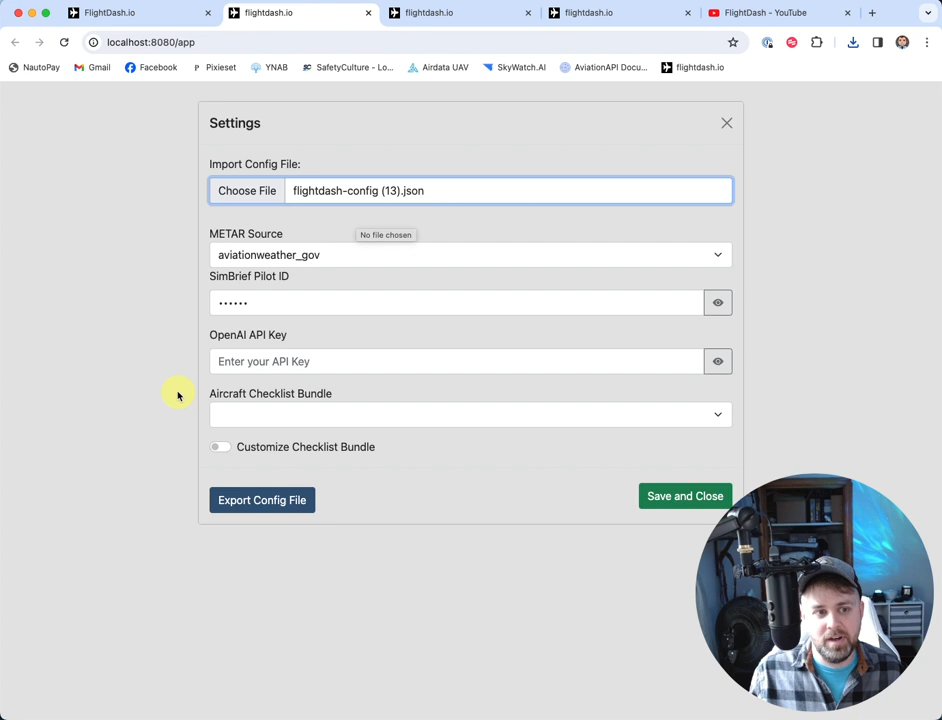 FlightDash.io
flightdash.io
flightdash.io
flightdash.io
FlightDash - YouTube
localhost:8080/app
NautoPay
Gmail
Facebook
Pixieset
YNAB
SafetyCulture - Lo...
Airdata UAV
SkyWatch.AI
AviationAPI Docu...
flightdash.io
Settings
Import Config File:
Choose File flightdash-config (13).json
METAR Source
No file chosen
aviationweather_gov
SimBrief Pilot ID
••••••
OpenAI API Key
Enter your API Key
Aircraft Checklist Bundle
Customize Checklist Bundle
Export Config File
Save and Close